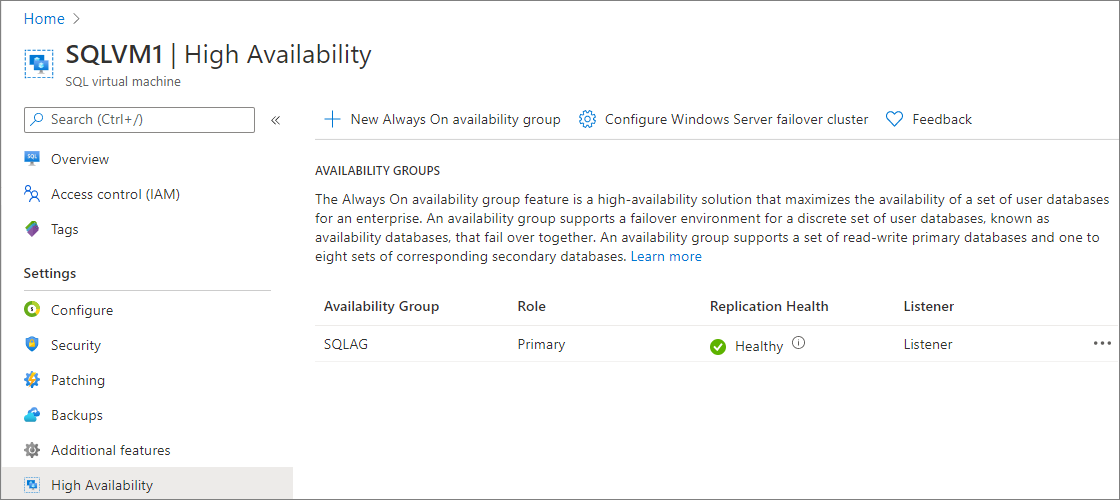 Home >
SQLVM1 | High Availability
SQL virtual machine
Search (Ctrl+/)
«
Overview
Access control (IAM)
Tags
Settings
Configure
Security
Patching
Backups
Additional features
High Availability
+ New Always On availability group
Configure Windows Server failover cluster
Feedback
AVAILABILITY GROUPS
The Always On availability group feature is a high-availability solution that maximizes the availability of a set of user databases
for an enterprise. An availability group supports a failover environment for a discrete set of user databases, known as
availability databases, that fail over together. An availability group supports a set of read-write primary databases and one to
eight sets of corresponding secondary databases. Learn more
Availability Group Role Replication Health Listener
SQLAG Primary Healthy Listener ...